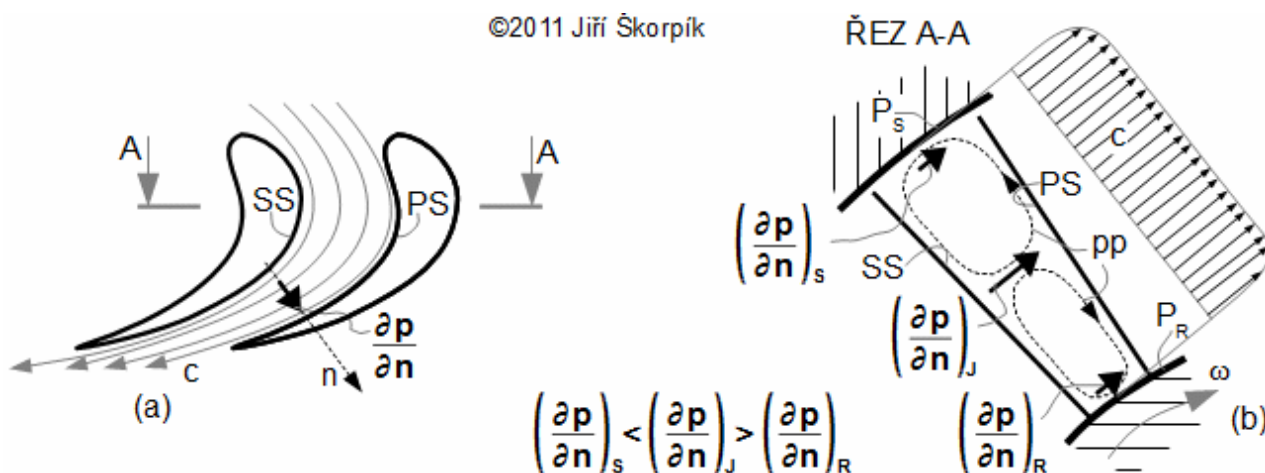 ©2011 Jiří Škorpík
ŘEZ A-A
A
A
SS
PS
∂p
∂n
c
n
(a)
P_S
c
PS
pp
SS
(∂p/∂n)_S
(∂p/∂n)_J
P_R
ω
(∂p/∂n)_S < (∂p/∂n)_J > (∂p/∂n)_R
(∂p/∂n)_R
(b)